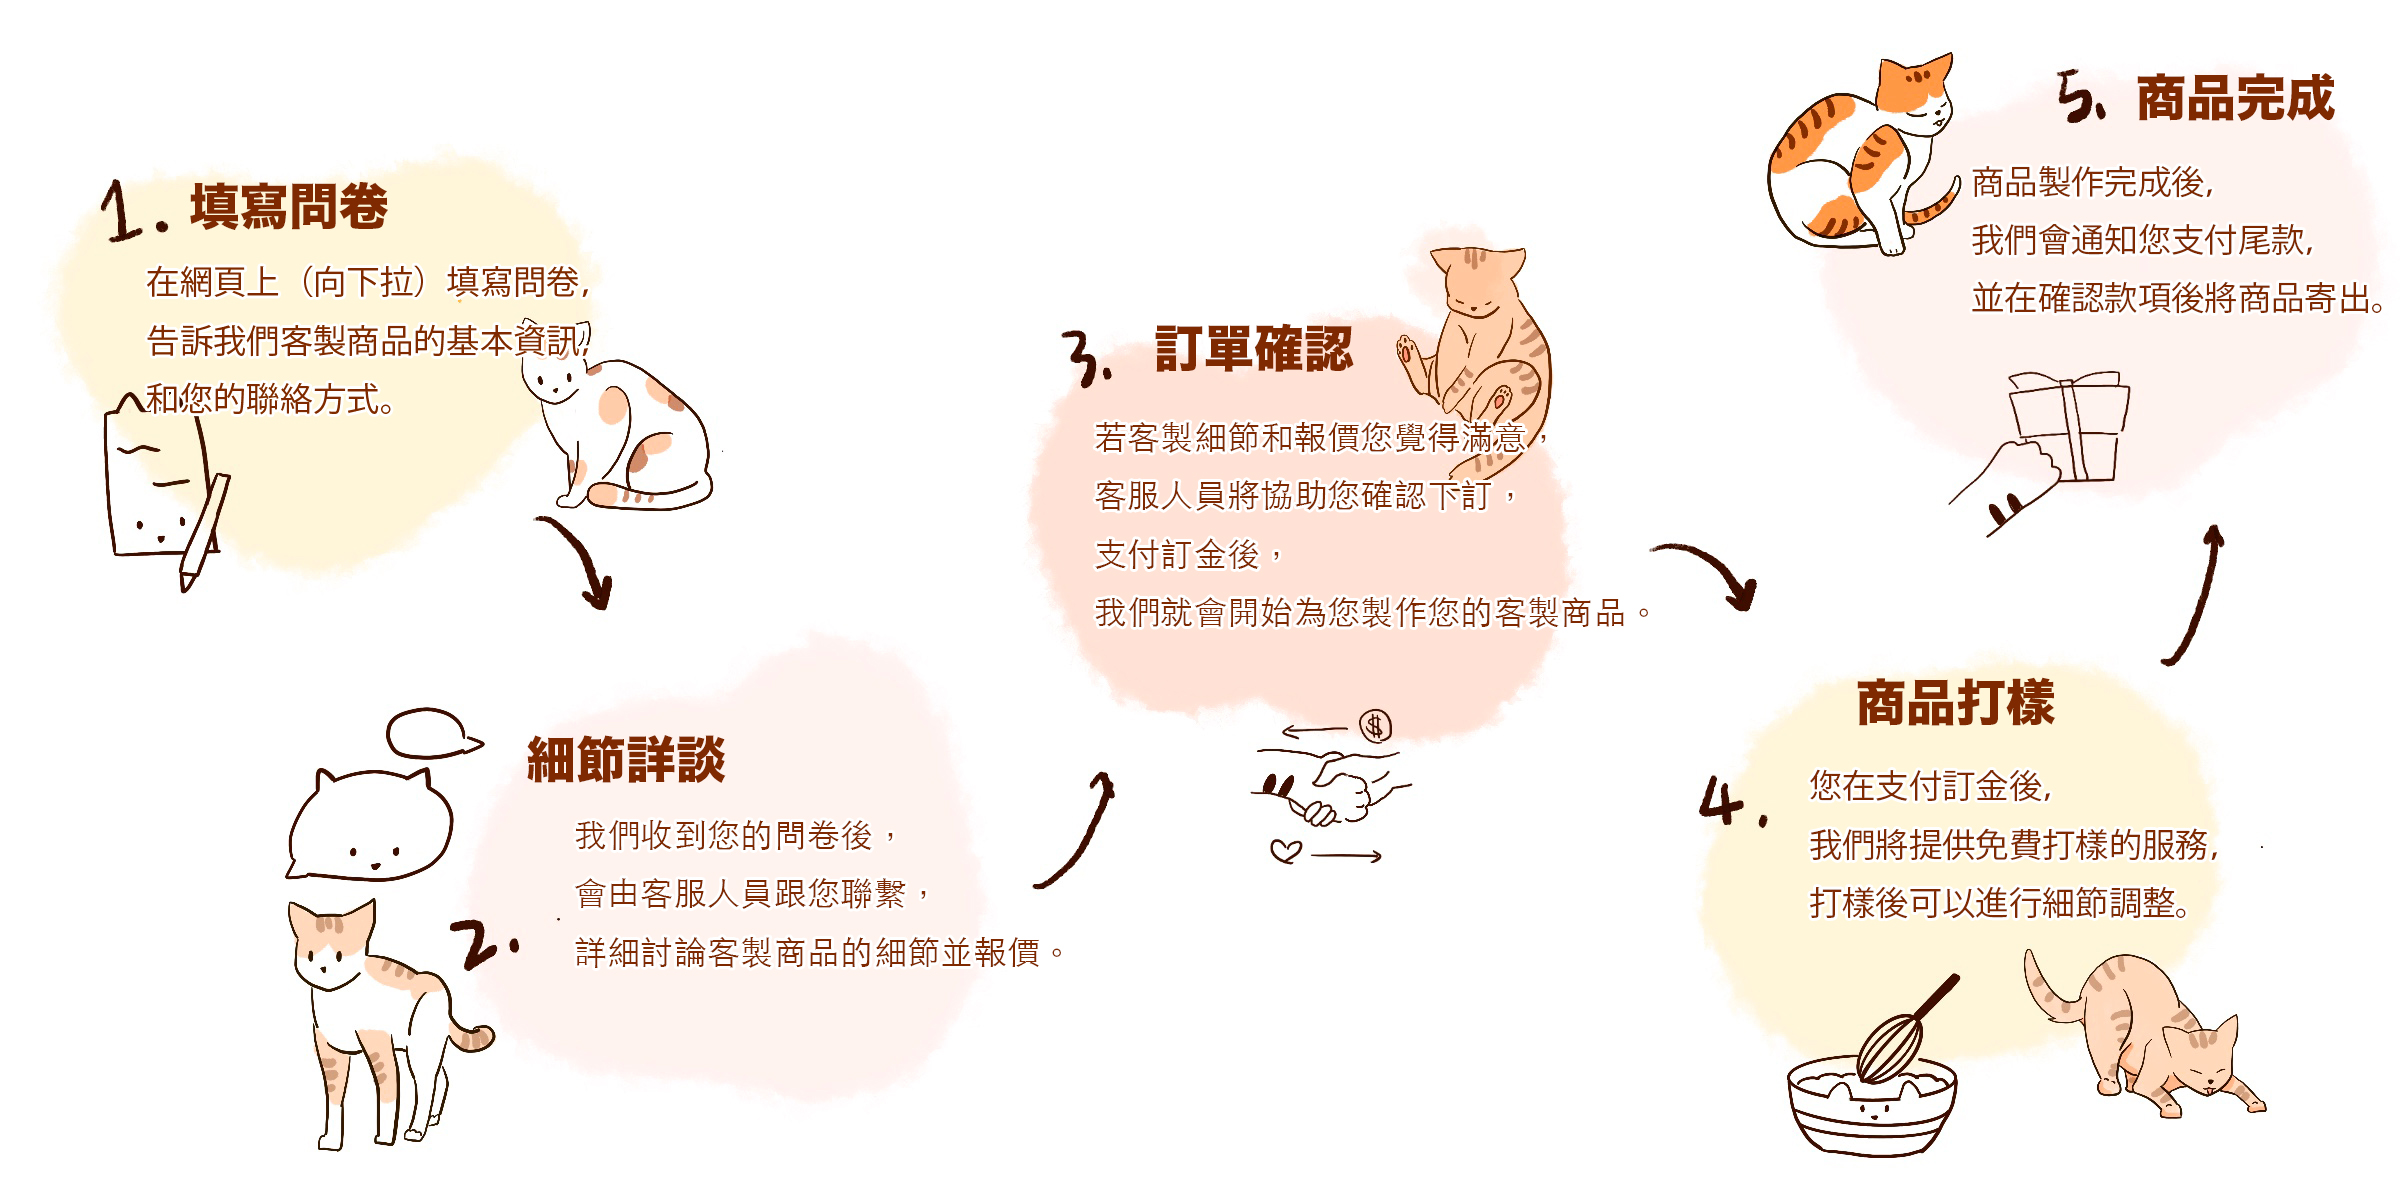 1. 填寫問卷
在網頁上（向下拉）填寫問卷,
告訴我們客製商品的基本資訊,
和您的聯絡方式。
2. 細節詳談
我們收到您的問卷後，
會由客服人員跟您聯繫，
詳細討論客製商品的細節並報價。
3. 訂單確認
若客製細節和報價您覺得滿意，
客服人員將協助您確認下訂，
支付訂金後，
我們就會開始為您製作您的客製商品。
$
4. 商品打樣
您在支付訂金後,
我們將提供免費打樣的服務,
打樣後可以進行細節調整。
5. 商品完成
商品製作完成後,
我們會通知您支付尾款,
並在確認款項後將商品寄出。